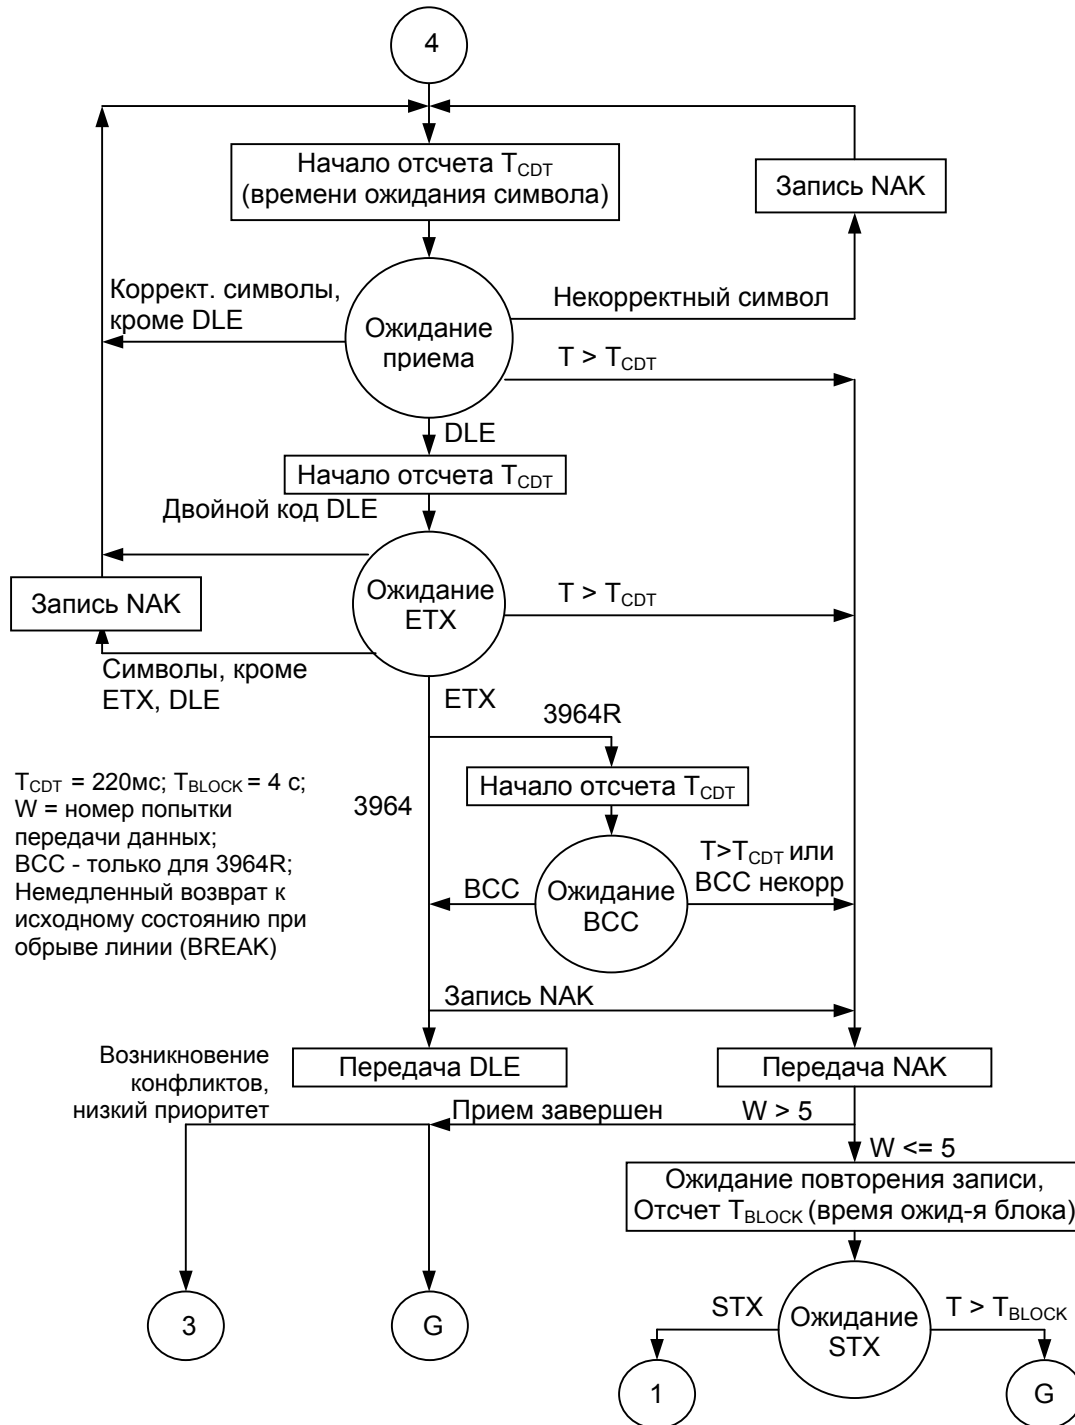 4
Начало отсчета TCDT
(времени ожидания символа)
Запись NAK
Коррект. символы,
кроме DLE
Некорректный символ
Ожидание
приема
T > TCDT
DLE
Начало отсчета TCDT
Двойной код DLE
Запись NAK
Ожидание
ETX
T > TCDT
Символы, кроме
ETX, DLE
ETX
3964R
TCDT = 220мс; TBLOCK = 4 с;
W = номер попытки
передачи данных;
BCC - только для 3964R;
Немедленный возврат к
исходному состоянию при
обрыве линии (BREAK)
3964
Начало отсчета TCDT
BCC
Ожидание
BCC
T>TCDT или
BCC некорр
Запись NAK
Передача DLE
Передача NAK
Возникновение
конфликтов,
низкий приоритет
Прием завершен
W > 5
W <= 5
Ожидание повторения записи,
Отсчет TBLOCK (время ожид-я блока)
3
G
STX
Ожидание
STX
T > TBLOCK
1
G